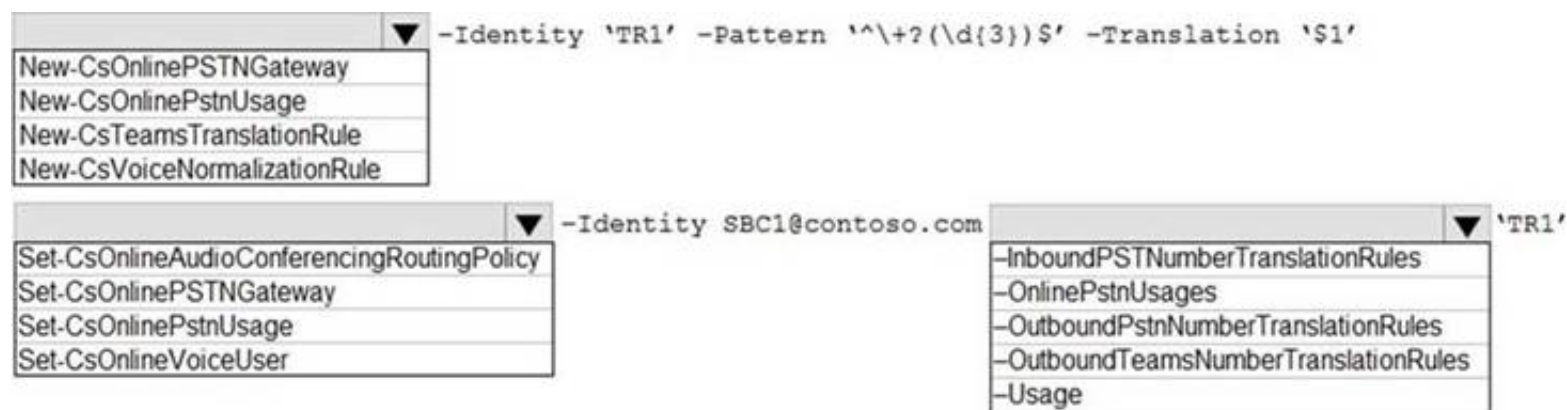 –Identity ‘TR1’ –Pattern ‘^\+?(\d{3})$’ –Translation ‘$1’
New-CsOnlinePSTNGateway
New-CsOnlinePstnUsage
New-CsTeamsTranslationRule
New-CsVoiceNormalizationRule
–Identity SBC1@contoso.com ‘TR1’
Set-CsOnlineAudioConferencingRoutingPolicy
Set-CsOnlinePSTNGateway
Set-CsOnlinePstnUsage
Set-CsOnlineVoiceUser
–InboundPSTNumberTranslationRules
–OnlinePstnUsages
–OutboundPstnNumberTranslationRules
–OutboundTeamsNumberTranslationRules
–Usage